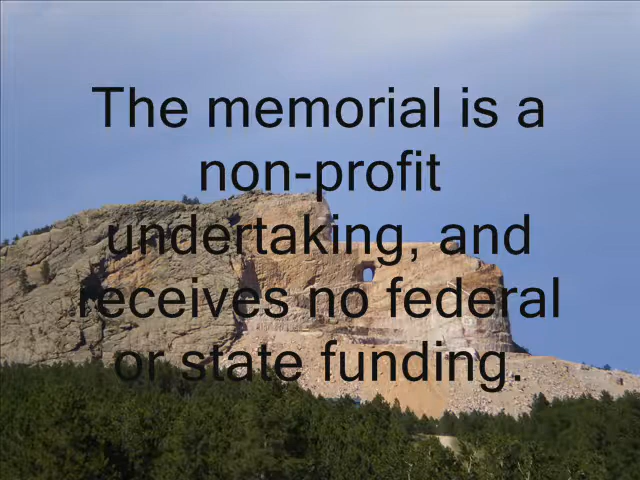 The memorial is a
non-profit
undertaking, and
receives no federal
or state funding.